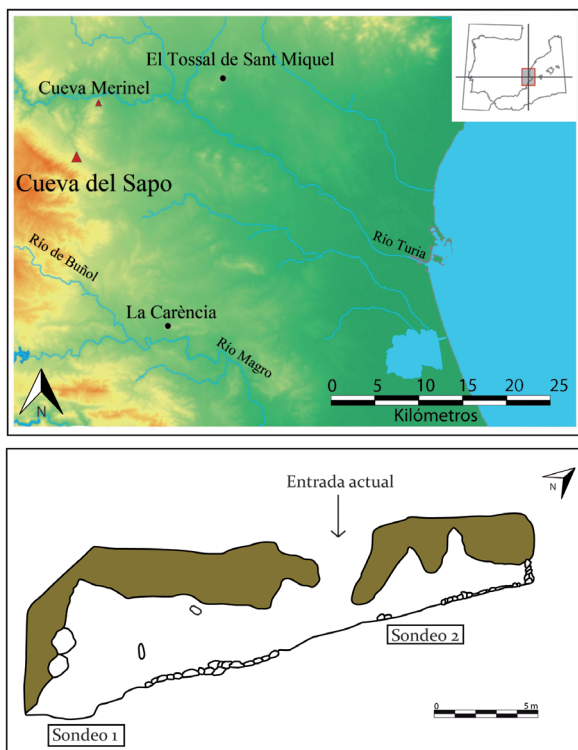 El Tossal de Sant Miquel
Cueva Merinel
Cueva del Sapo
Río Turia
Río de Buñol
La Carència
Río Magro
N
0 5 10 15 20 25
Kilómetros
Entrada actual
N
Sondeo 2
Sondeo 1
0 5 m